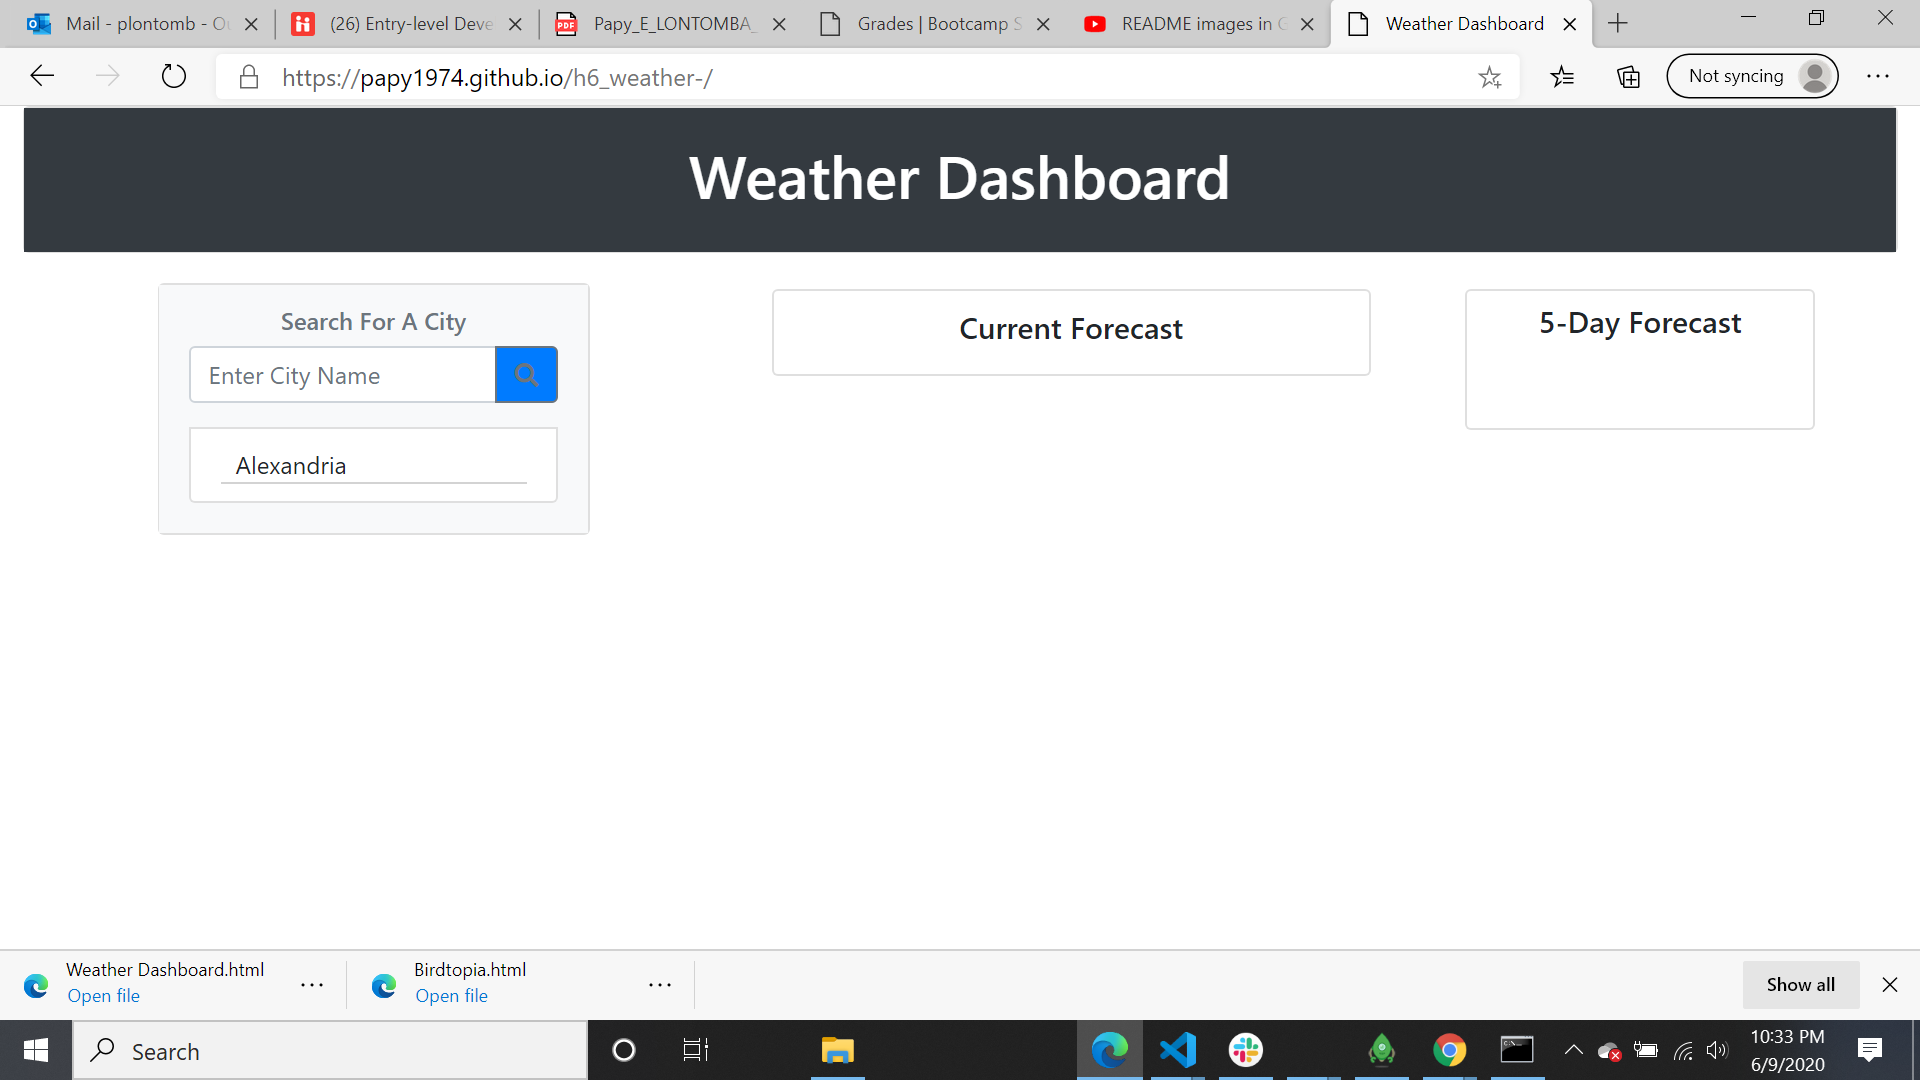 Mail - plontomb - Ou
(26) Entry-level Deve
Papy_E_LONTOMBA_
Grades | Bootcamp S
README images in G
Weather Dashboard
https://papy1974.github.io/h6_weather-/
Not syncing
Weather Dashboard
Search For A City
Enter City Name
Alexandria
Current Forecast
5-Day Forecast
Weather Dashboard.html
Open file
Birdtopia.html
Open file
Show all
Search
10:33 PM
6/9/2020